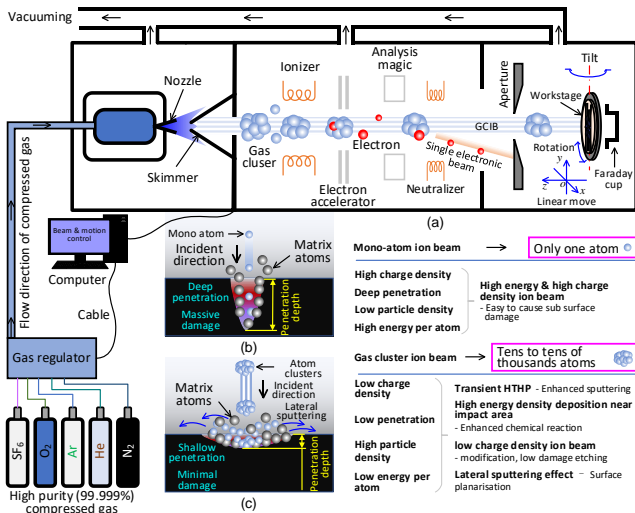 Vacuuming
Nozzle
Skimmer
Ionizer
Analysis
magic
Aperture
Tilt
Workstage
Gas
cluser
Electron
Electron
accelerator
Neutralizer
GCIB
Single electronic
beam
Rotation
y
z
o
x
Linear move
Faraday
cup
(a)
Flow direction of compressed gas
Beam & motion
control
Computer
Cable
Gas regulator
SF6
O2
Ar
He
N2
High purity (99.999%)
compressed gas
Mono atom
Incident
direction
Matrix
atoms
Deep
penetration
Massive
damage
Penetration
depth
(b)
Atom
clusters
Matrix
atoms
Incident
direction
Lateral
sputtering
Shallow
penetration
Minimal
damage
Penetration
depth
(c)
Mono-atom ion beam
Only one atom
High charge density
Deep penetration
Low particle density
High energy per atom
High energy & high charge
density ion beam
- Easy to cause sub surface
damage
Gas cluster ion beam
Tens to tens of
thousands atoms
Low charge
density
Low penetration
High particle
density
Low energy per
atom
Transient HTHP - Enhanced sputtering
High energy density deposition near
impact area
- Enhanced chemical reaction
low charge density ion beam
- modification, low damage etching
Lateral sputtering effect - Surface
planarisation